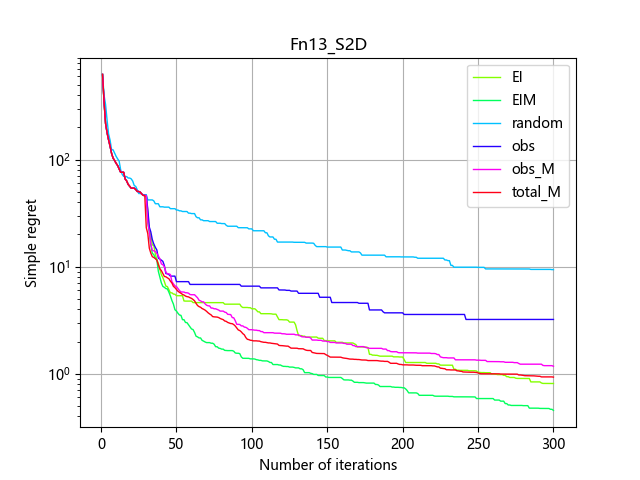 Fn13_S2D
Simple regret
10²
10¹
10⁰
0 50 100 150 200 250 300
Number of iterations
EI
EIM
random
obs
obs_M
total_M